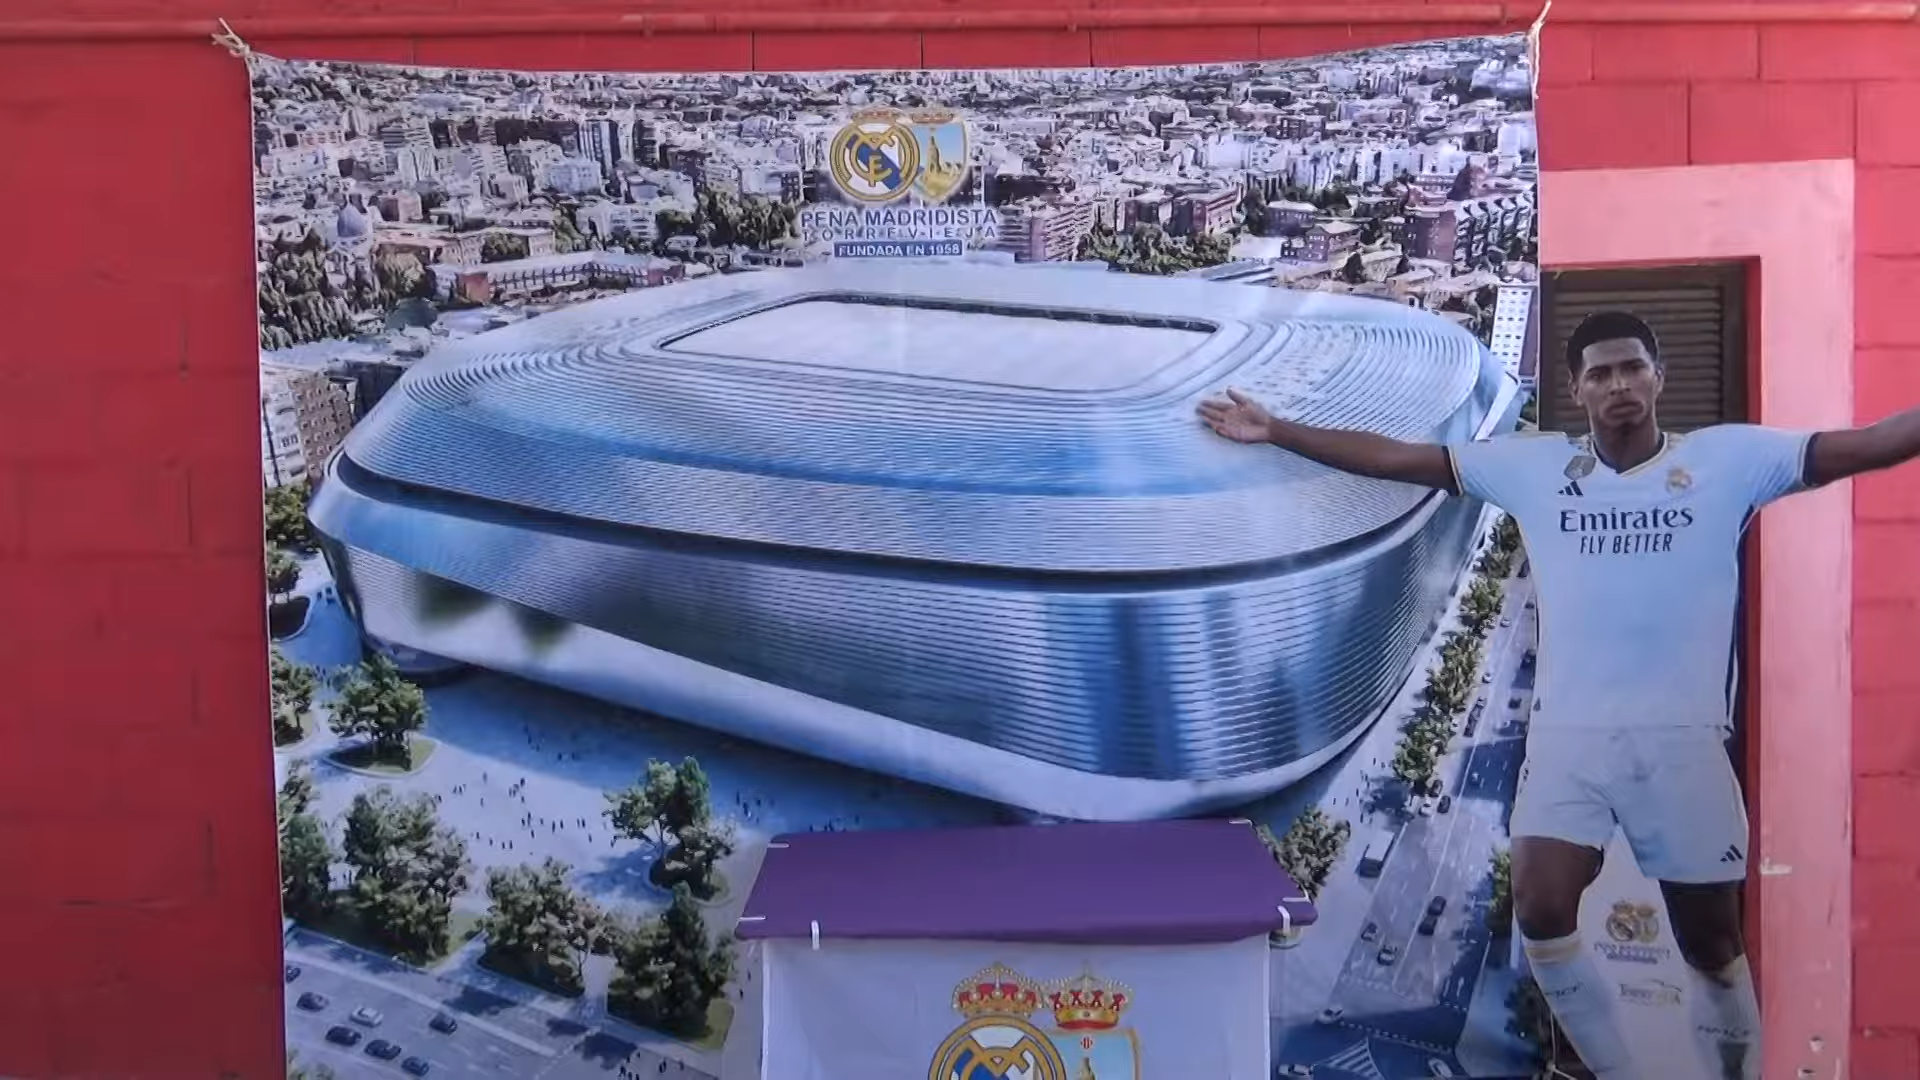 PEÑA MADRIDISTA
TORREVIEJA
FUNDADA EN 1958
Emirates
FLY BETTER